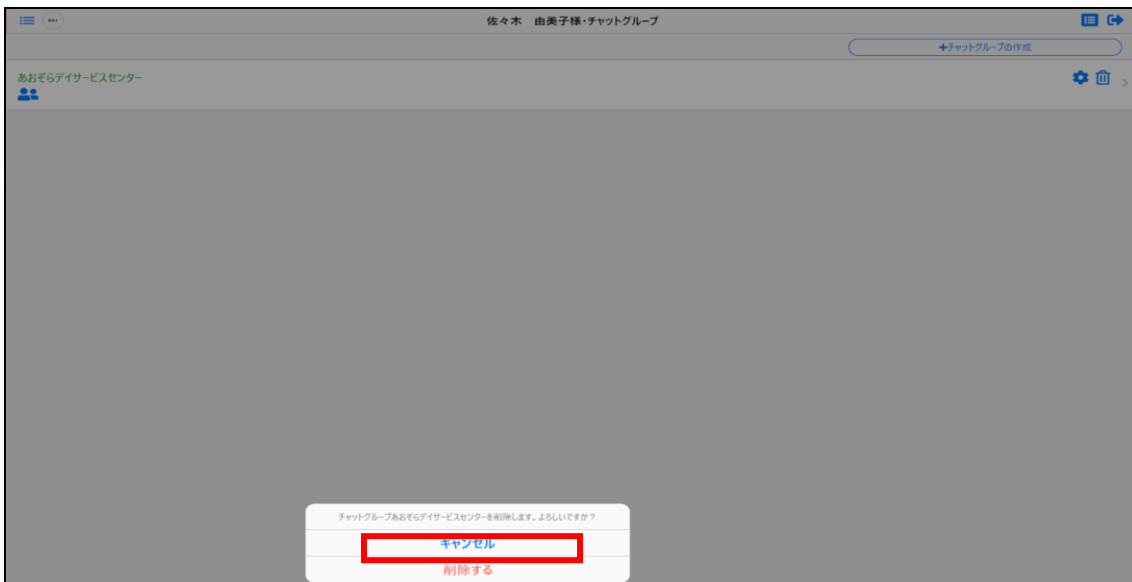 佐々木 由美子様・チャットグループ
+チャットグループの作成
あおぞらデイサービスセンター
チャットグループあおぞらデイサービスセンターを削除します。よろしいですか？
キャンセル
削除する